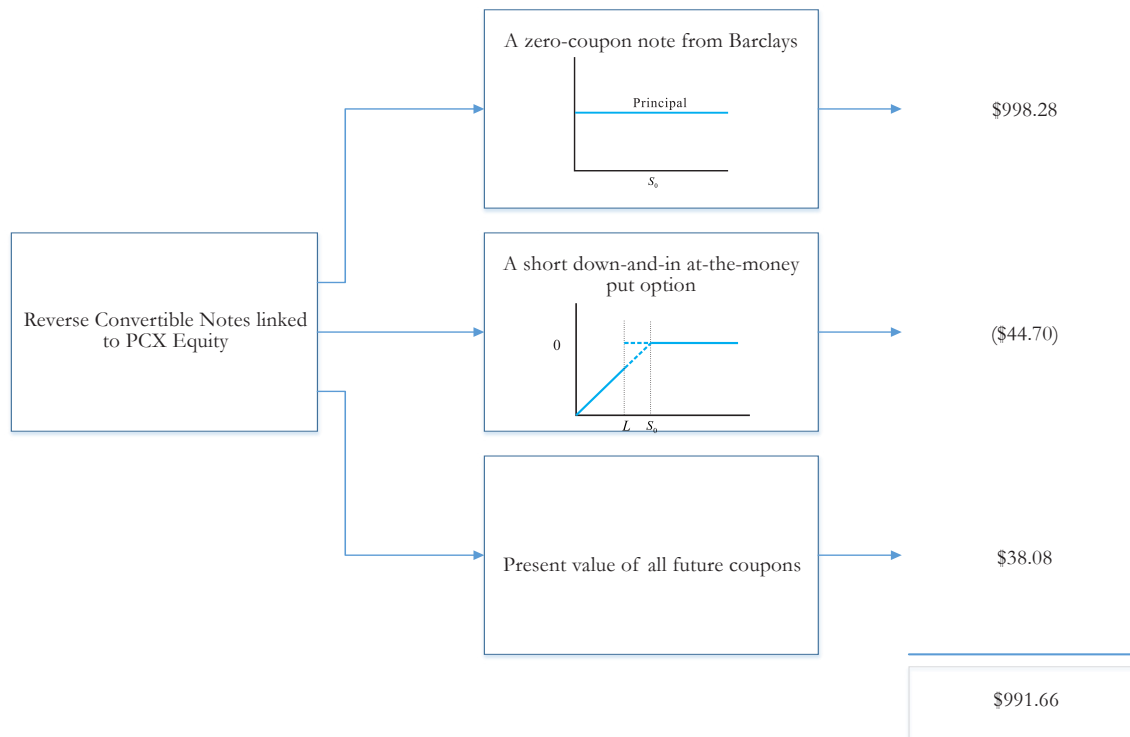 A zero-coupon note from Barclays
Principal
S₀
$998.28
Reverse Convertible Notes linked
to PCX Equity
A short down-and-in at-the-money
put option
0
L S₀
($44.70)
Present value of all future coupons
$38.08
$991.66